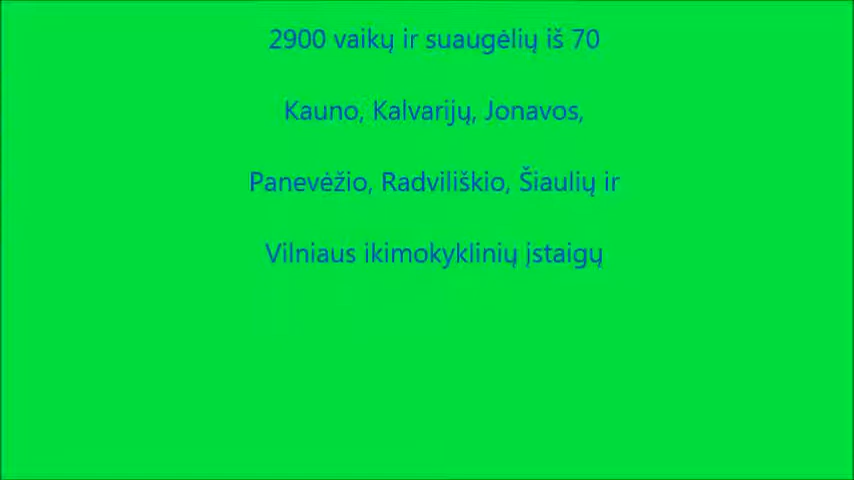 2900 vaikų ir suaugėlių iš 70
Kauno, Kalvarijų, Jonavos,
Panevėžio, Radviliškio, Šiaulių ir
Vilniaus ikimokyklinių įstaigų